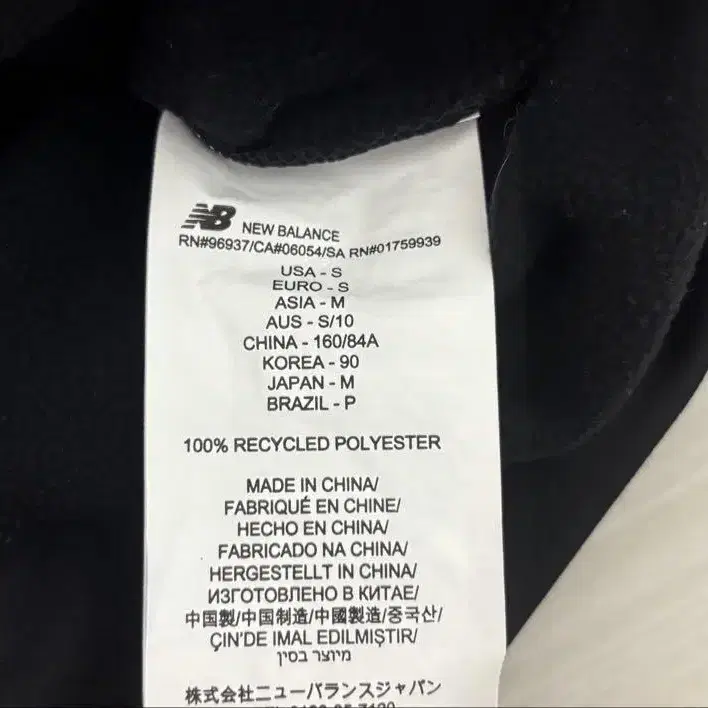 NB NEW BALANCE
RN#96937/CA#06054/SA RN#01759939
USA - S
EURO - S
ASIA - M
AUS - S/10
CHINA - 160/84A
KOREA - 90
JAPAN - M
BRAZIL - P
100% RECYCLED POLYESTER
MADE IN CHINA/
FABRIQUÉ EN CHINE/
HECHO EN CHINA/
FABRICADO NA CHINA/
HERGESTELLT IN CHINA/
ИЗГОТОВЛЕНО В КИТАЕ/
中国製/中国制造/中國製造/중국산/
ÇIN'DE IMAL EDILMIŞTIR/
מיוצר בסין
株式会社ニューバランスジャパン